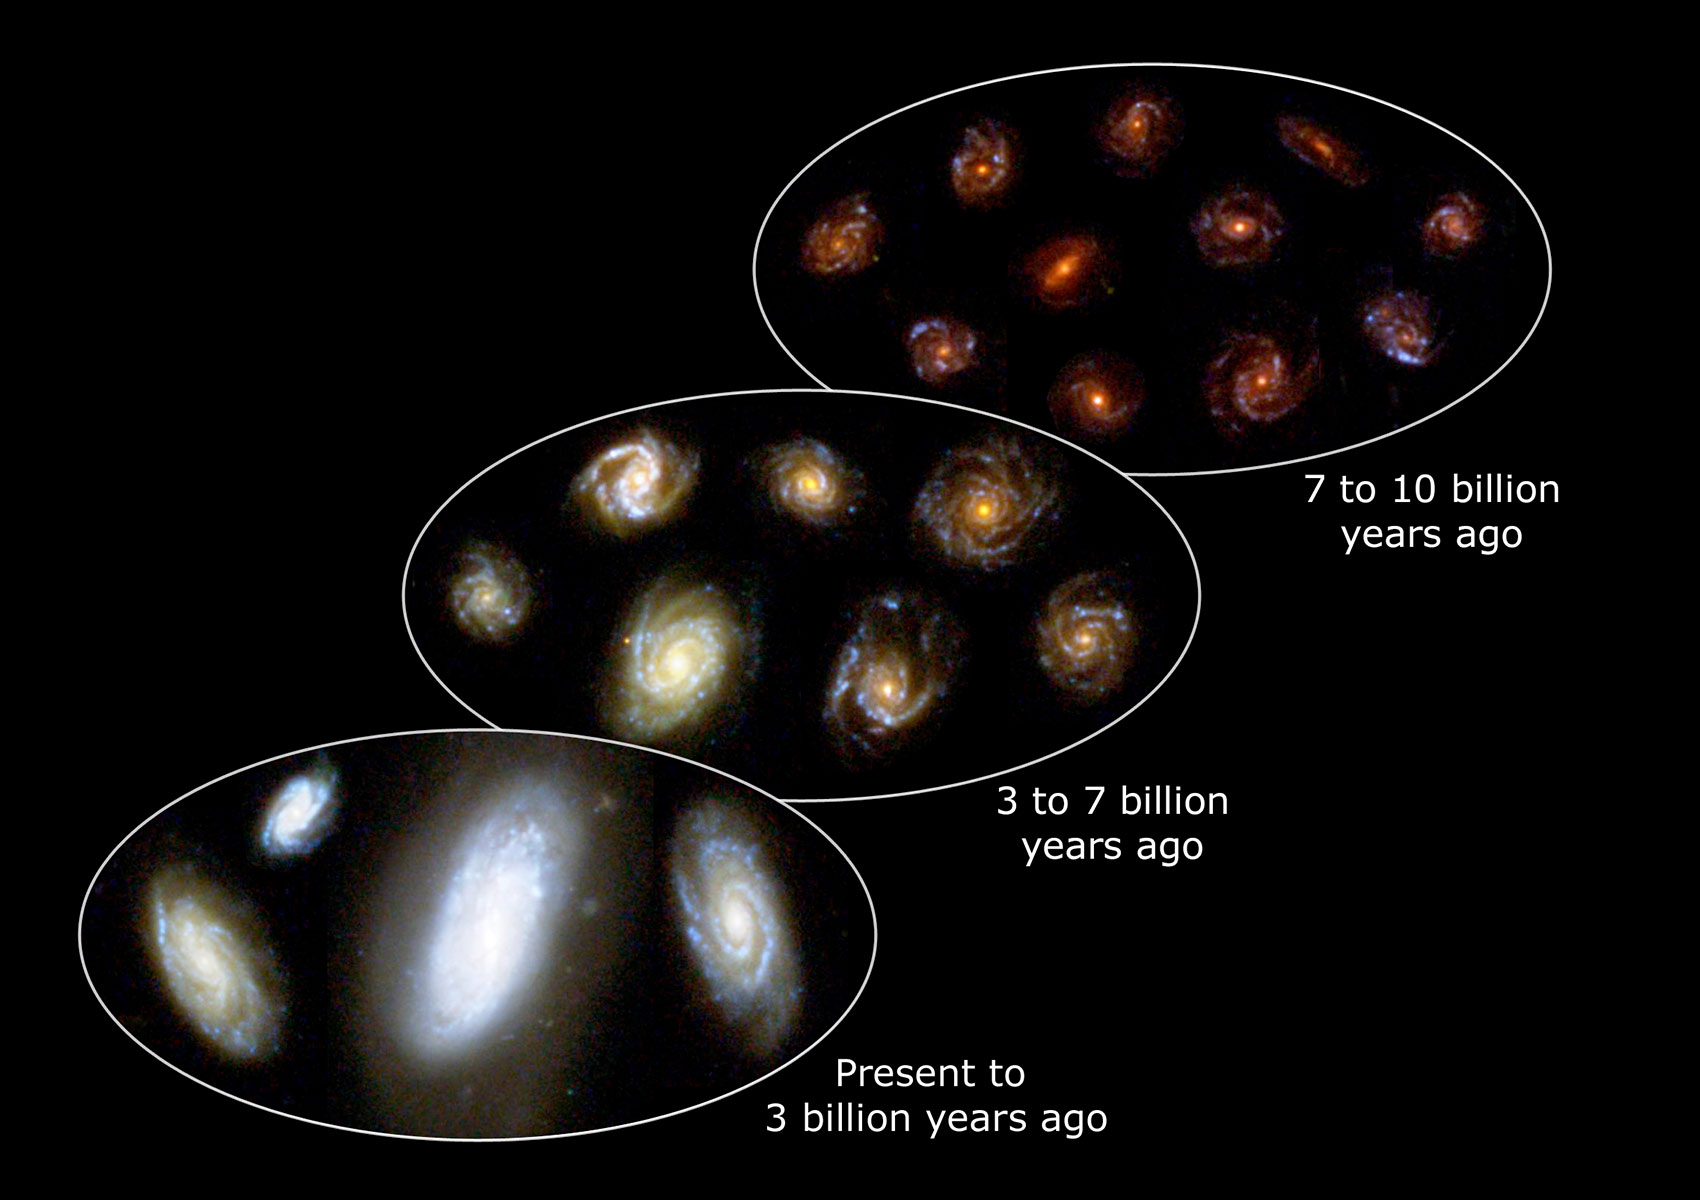 7 to 10 billion
years ago
3 to 7 billion
years ago
Present to
3 billion years ago